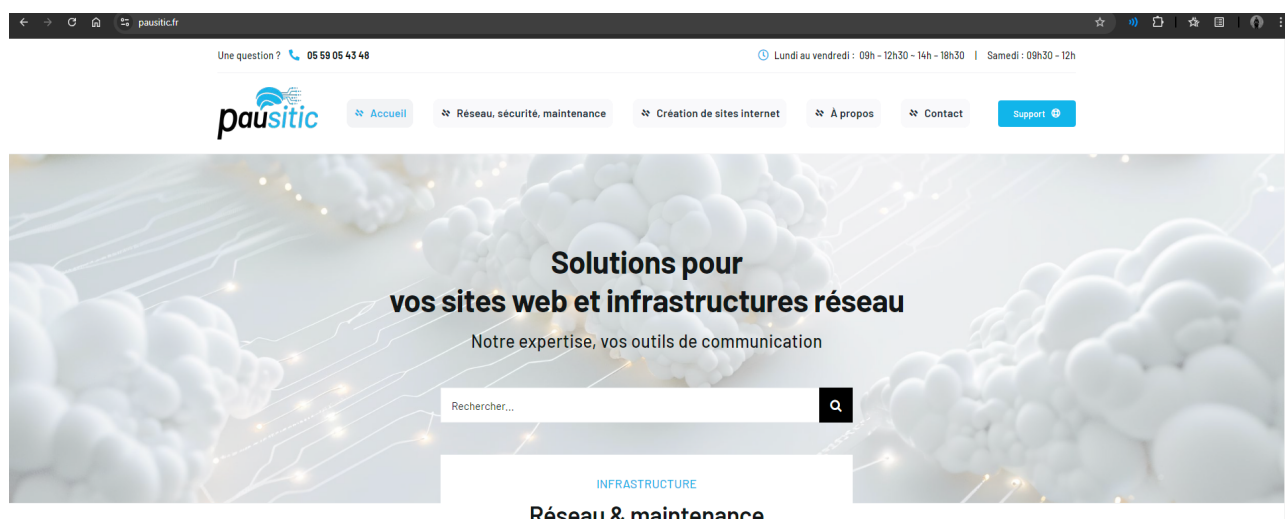 pausitic.fr
Une question ? 05 59 05 43 48
Lundi au vendredi : 09h – 12h30 ~ 14h – 18h30 | Samedi : 09h30 – 12h
pausitic
Accueil
Réseau, sécurité, maintenance
Création de sites internet
À propos
Contact
Support
Solutions pour
vos sites web et infrastructures réseau
Notre expertise, vos outils de communication
Rechercher...
INFRASTRUCTURE
Réseau & maintenance